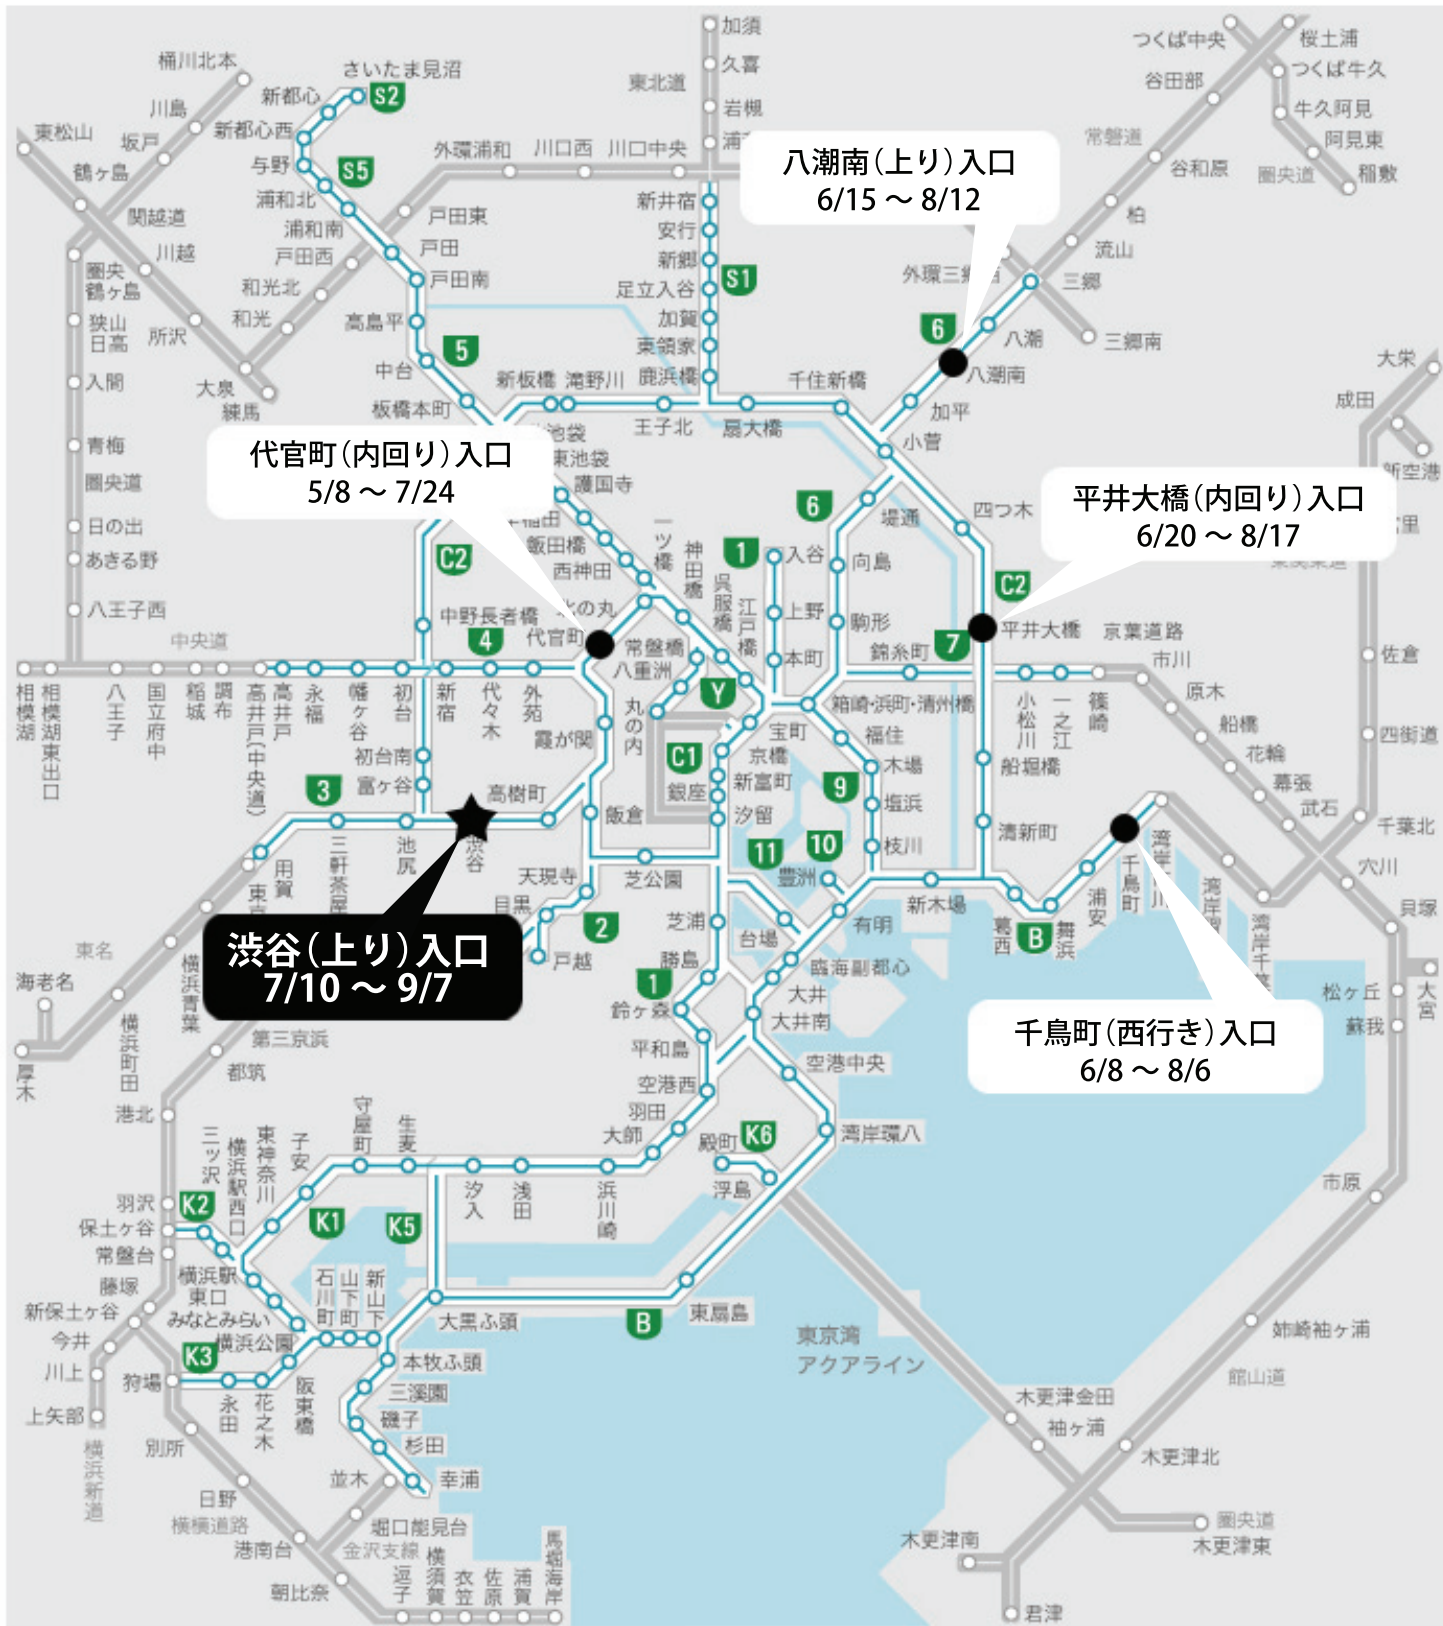 桶川北本
川島
坂戸
鶴ヶ島
東松山
さいたま見沼
S2
新都心
新都心西
与野
S5
浦和北
浦和南
戸田西
戸田
戸田南
戸田東
外環浦和
川口西
川口中央
加須
久喜
東北道
岩槻
新井宿
安行
新郷
足立入谷
加賀
東領家
鹿浜橋
S1
八潮南(上り)入口
6/15 ～ 8/12
つくば中央
桜土浦
つくば牛久
谷田部
牛久阿見
常磐道
阿見東
谷和原
圏央道
稲敷
柏
流山
三郷
八潮
三郷南
6
八潮南
加平
小菅
関越道
川越
圏央
鶴ヶ島
狭山
日高
所沢
和光北
和光
大泉
練馬
入間
青梅
圏央道
日の出
あきる野
八王子西
高島平
中台
5
板橋本町
新板橋
滝野川
王子北
扇大橋
千住新橋
大栄
成田
新空港
代官町(内回り)入口
5/8 ～ 7/24
東池袋
護国寺
飯田橋
西神田
一ツ橋
神田橋
呉服橋
江戸橋
1
入谷
上野
本町
6
堤通
向島
駒形
四つ木
平井大橋(内回り)入口
6/20 ～ 8/17
C2
7
平井大橋
京葉道路
錦糸町
C2
中野長者橋
4
代官町
北の丸
常盤橋
八重洲
中央道
相模湖
相模湖東出口
八王子
国立府中
稲城
調布
高井戸(中央道)
高井戸
永福
幡ヶ谷
初台
新宿
代々木
外苑
霞が関
丸の内
Y
C1
銀座
宝町
京橋
新富町
汐留
箱崎・浜町・清州橋
福住
木場
塩浜
枝川
9
小松川
一之江
篠崎
船堀橋
清新町
市川
原木
船橋
花輪
幕張
武石
佐倉
四街道
千葉北
穴川
貝塚
大宮
松ヶ丘
蘇我
初台南
富ヶ谷
3
高樹町
飯倉
用賀
三軒茶屋
池尻
渋谷
渋谷(上り)入口
7/10 ～ 9/7
天現寺
目黒
2
戸越
芝公園
芝浦
11
10
豊洲
台場
有明
臨海副都心
新木場
葛西
B
舞浜
浦安
千鳥町
千鳥町(西行き)入口
6/8 ～ 8/6
東名
横浜青葉
海老名
厚木
横浜町田
第三京浜
都筑
港北
勝島
1
鈴ヶ森
平和島
空港西
羽田
大師
大井
大井南
空港中央
湾岸環八
殿町
K6
浮島
三ッ沢
横浜駅西口
東神奈川
子安
守屋町
生麦
汐入
浅田
浜川崎
羽沢
K2
保土ヶ谷
常盤台
藤塚
新保土ヶ谷
今井
川上
上矢部
横浜新道
K1
K5
横浜駅
東口
みなとみらい
横浜公園
石川町
山下町
新山下
K3
狩場
永田
花之木
阪東橋
大黒ふ頭
B
東扇島
本牧ふ頭
三溪園
磯子
杉田
幸浦
並木
堀口能見台
別所
日野
横横道路
港南台
金沢支線
朝比奈
逗子
横須賀
衣笠
佐原
浦賀
馬堀海岸
東京湾
アクアライン
市原
姉崎袖ヶ浦
館山道
木更津金田
袖ヶ浦
木更津北
圏央道
木更津東
木更津南
君津